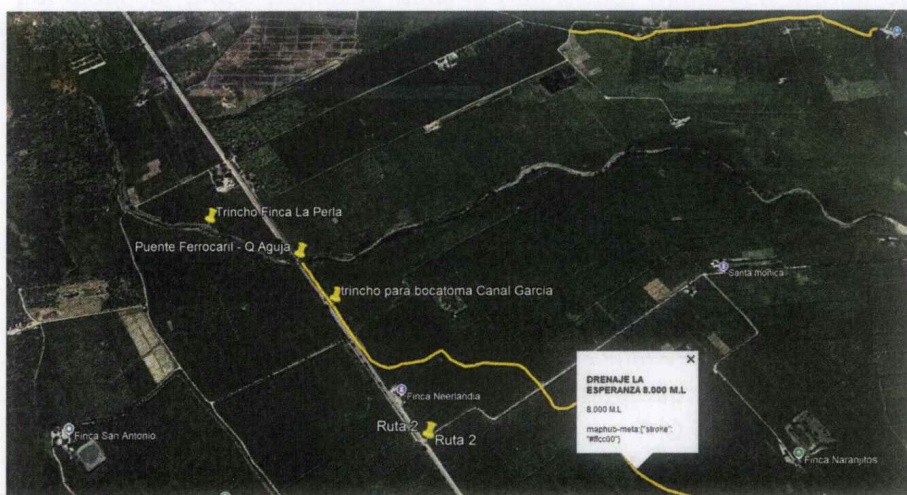 Trincho Finca La Perla
Puente Ferrocaril - Q Aguja
trincho para bocatoma Canal Garcia
Santa monica
DRENAJE LA
ESPERANZA 8.000 M.L
8.000 M.L
maphub-meta:{"stroke":
"#ffcc00"}
Finca Neerlandia
Ruta 2
Ruta 2
Finca San Antonio
Finca Naranjitos